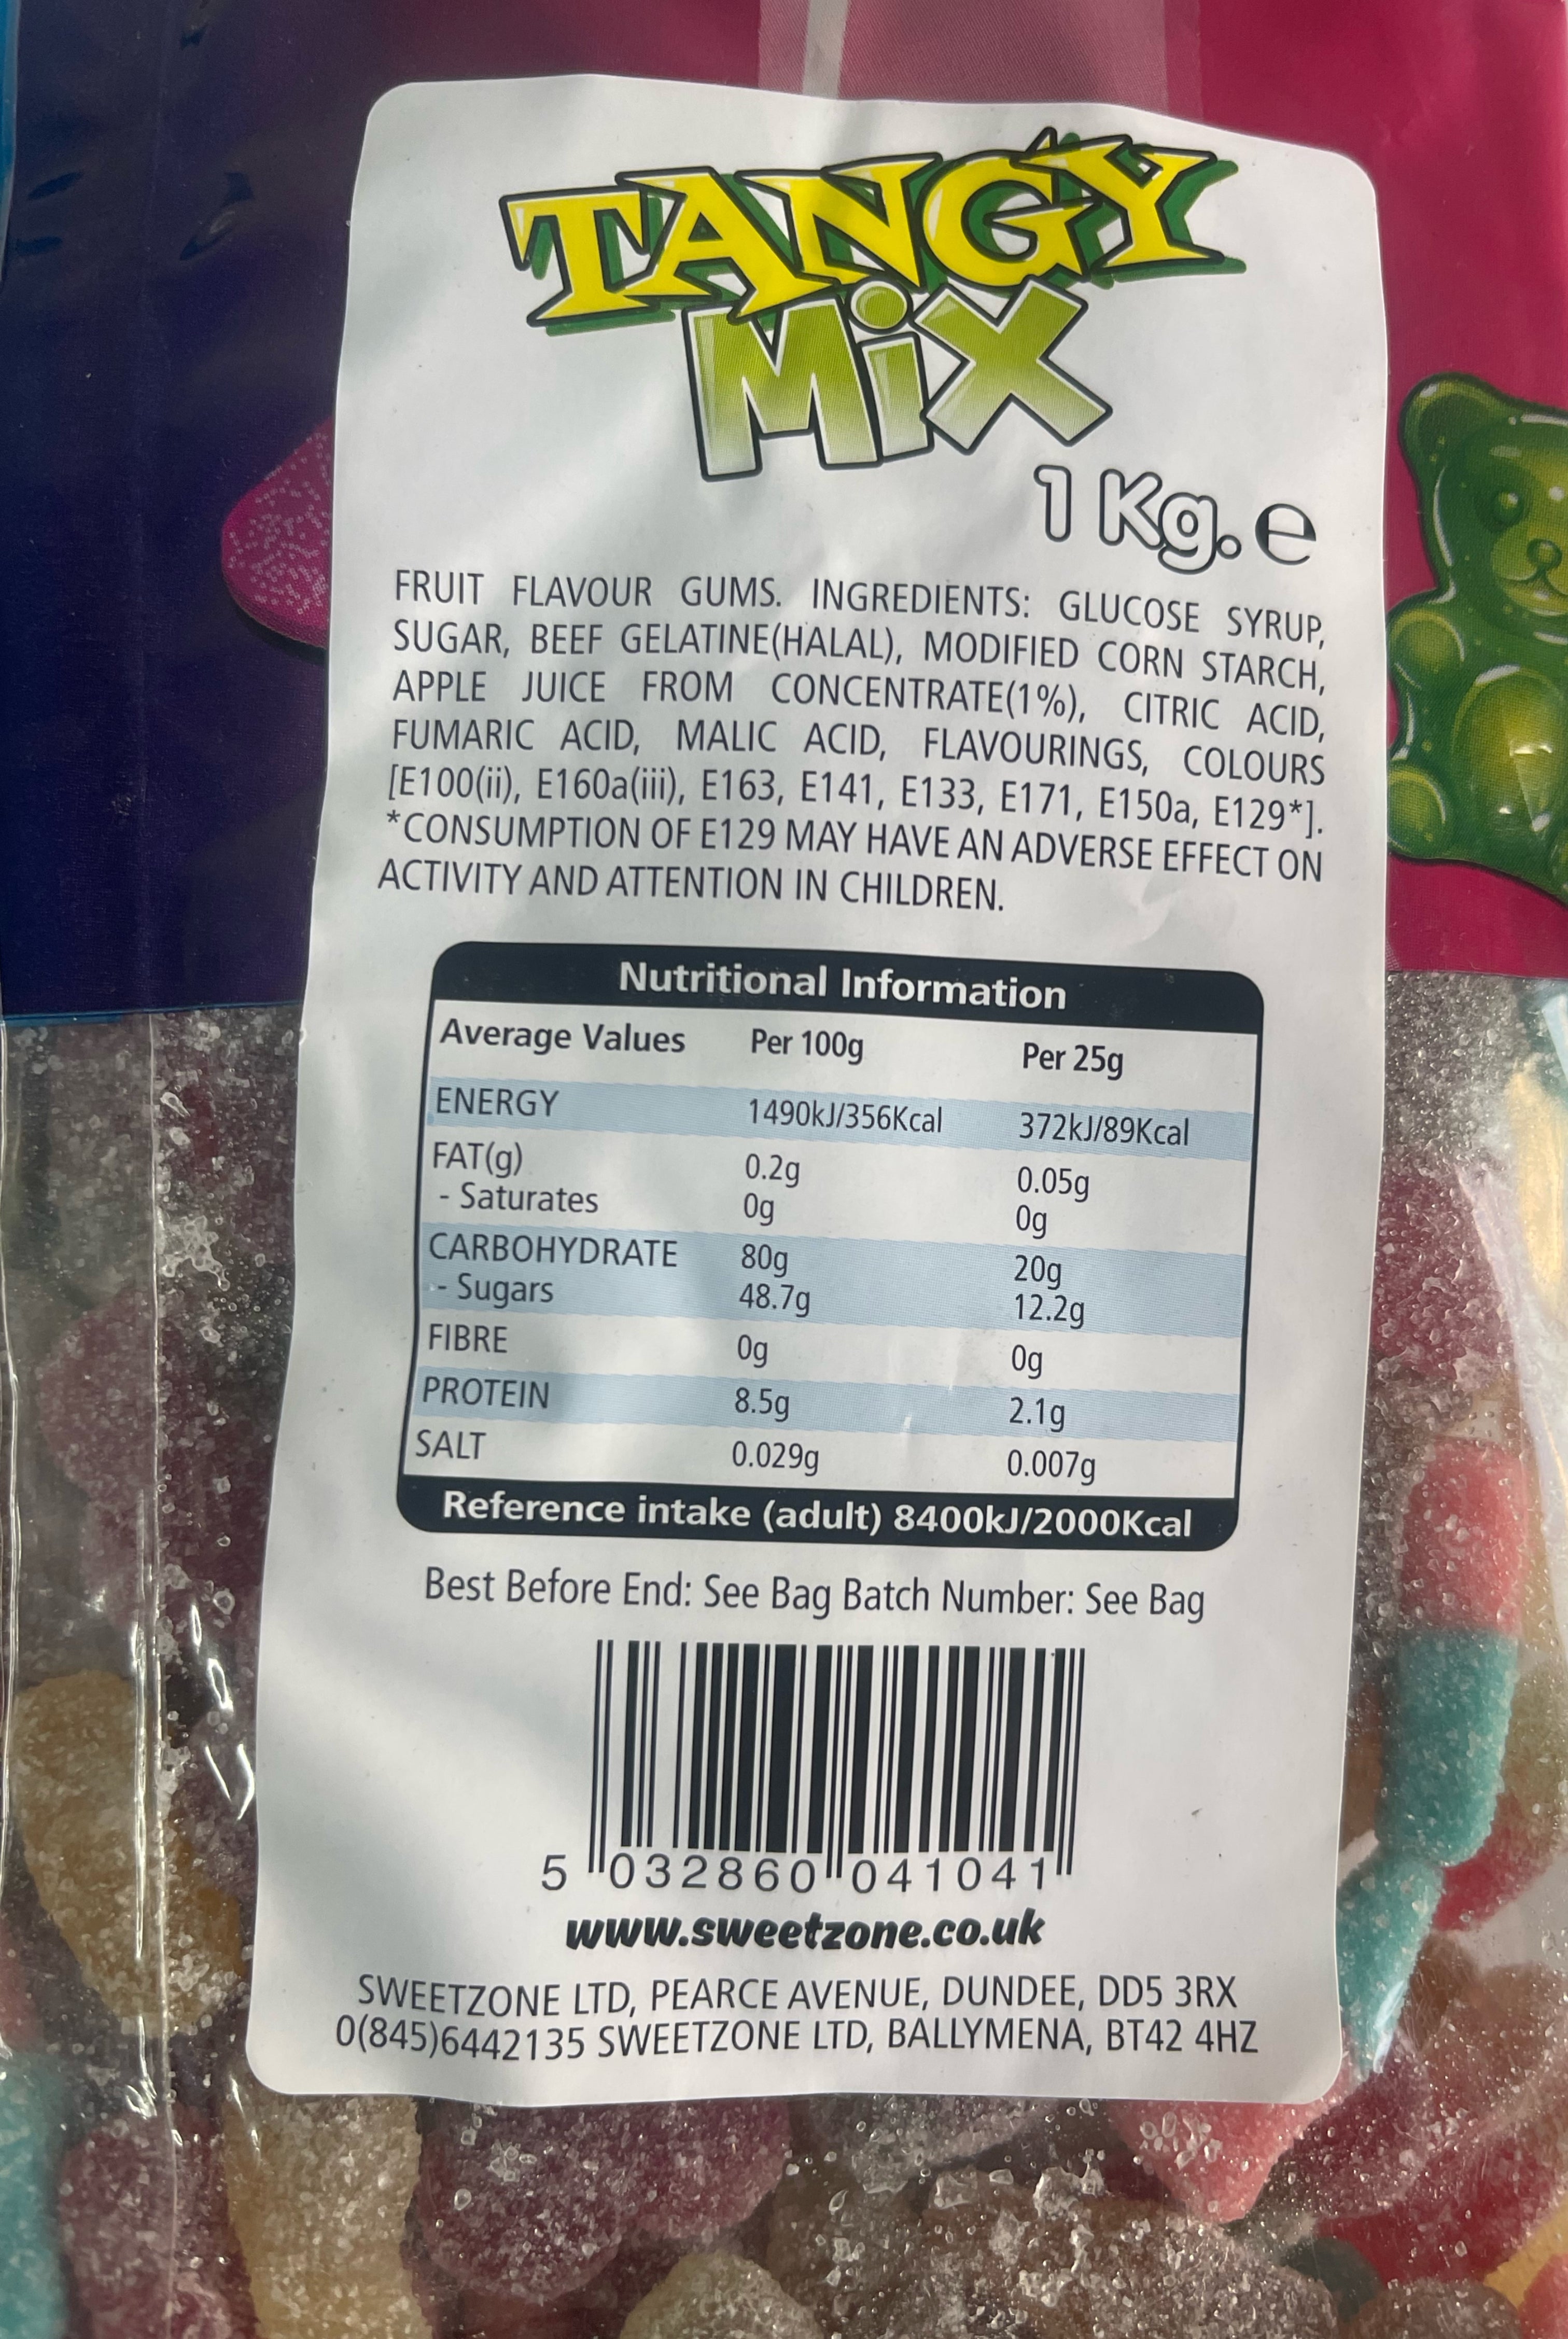 TANGY
MiX
1 Kg. e
FRUIT FLAVOUR GUMS. INGREDIENTS: GLUCOSE SYRUP,
SUGAR, BEEF GELATINE(HALAL), MODIFIED CORN STARCH,
APPLE JUICE FROM CONCENTRATE(1%), CITRIC ACID,
FUMARIC ACID, MALIC ACID, FLAVOURINGS, COLOURS
[E100(ii), E160a(iii), E163, E141, E133, E171, E150a, E129*].
*CONSUMPTION OF E129 MAY HAVE AN ADVERSE EFFECT ON
ACTIVITY AND ATTENTION IN CHILDREN.
Nutritional Information
Average Values Per 100g Per 25g
ENERGY 1490kJ/356Kcal 372kJ/89Kcal
FAT(g) 0.2g 0.05g
- Saturates 0g 0g
CARBOHYDRATE 80g 20g
- Sugars 48.7g 12.2g
FIBRE 0g 0g
PROTEIN 8.5g 2.1g
SALT 0.029g 0.007g
Reference intake (adult) 8400kJ/2000Kcal
Best Before End: See Bag Batch Number: See Bag
5 032860 041041
www.sweetzone.co.uk
SWEETZONE LTD, PEARCE AVENUE, DUNDEE, DD5 3RX
0(845)6442135 SWEETZONE LTD, BALLYMENA, BT42 4HZ